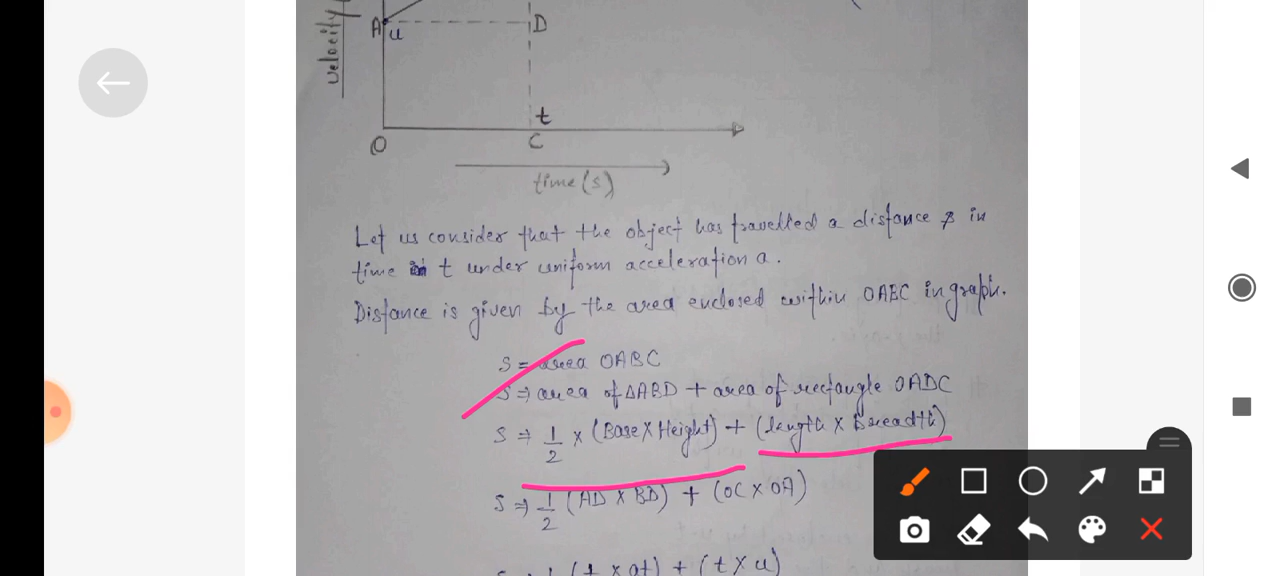 velocity
A
u
D
t
O
C
time (s)
Let us consider that the object has travelled a distance s in
time t under uniform acceleration a.
Distance is given by the area enclosed within OABC in graph.
S = area OABC
S ⇒ area of ΔABD + area of rectangle OADC
S ⇒ 1/2 × (Base × Height) + (length × Breadth)
S ⇒ 1/2 (AD × BD) + (OC × OA)
(t × at) + (t × u)